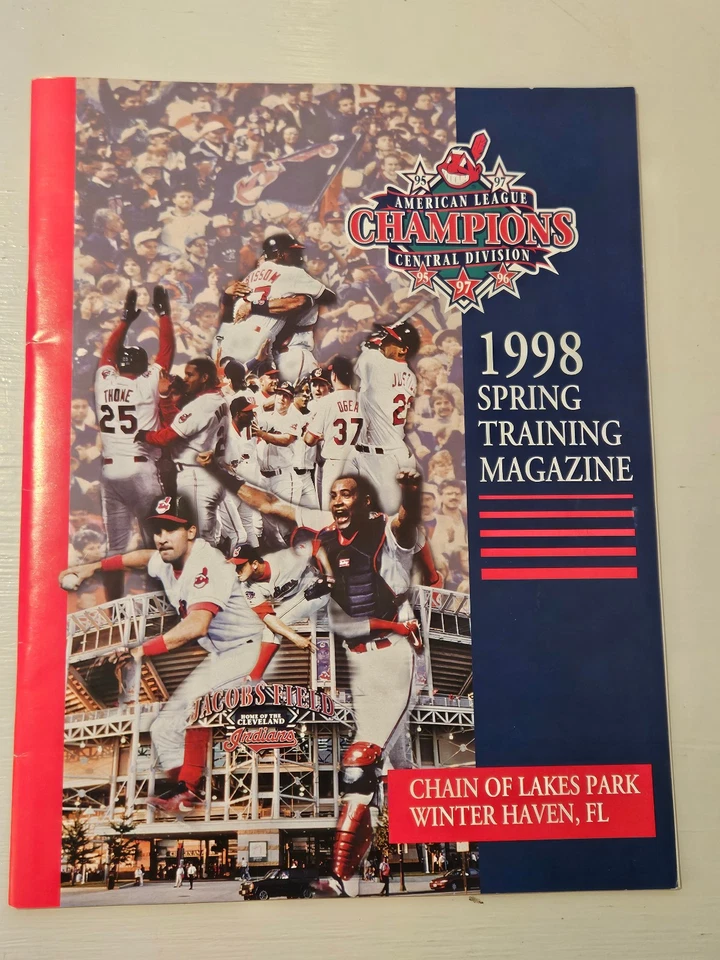 95 97
AMERICAN LEAGUE
CHAMPIONS
CENTRAL DIVISION
95 97 96
1998
SPRING
TRAINING
MAGAZINE
THOME
25
OGEA
37
JACOBS FIELD
HOME OF THE
CLEVELAND
Indians
CHAIN OF LAKES PARK
WINTER HAVEN, FL